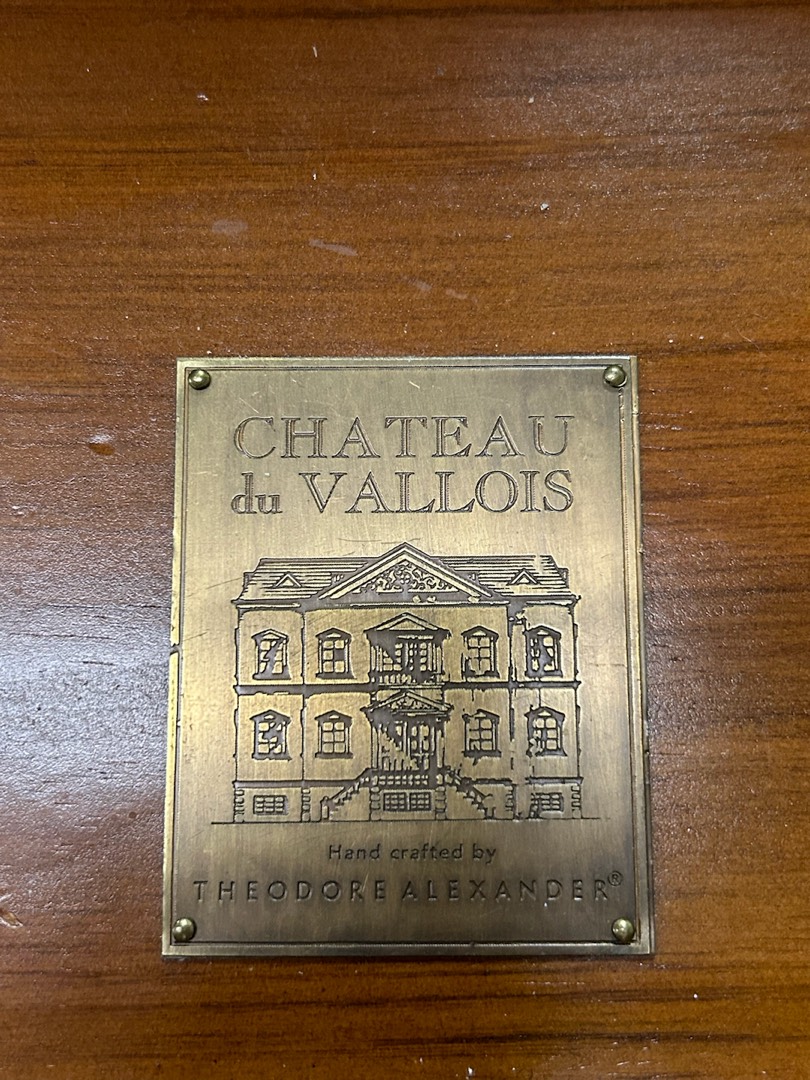 CHATEAU
du VALLOIS
Hand crafted by
THEODORE ALEXANDER®